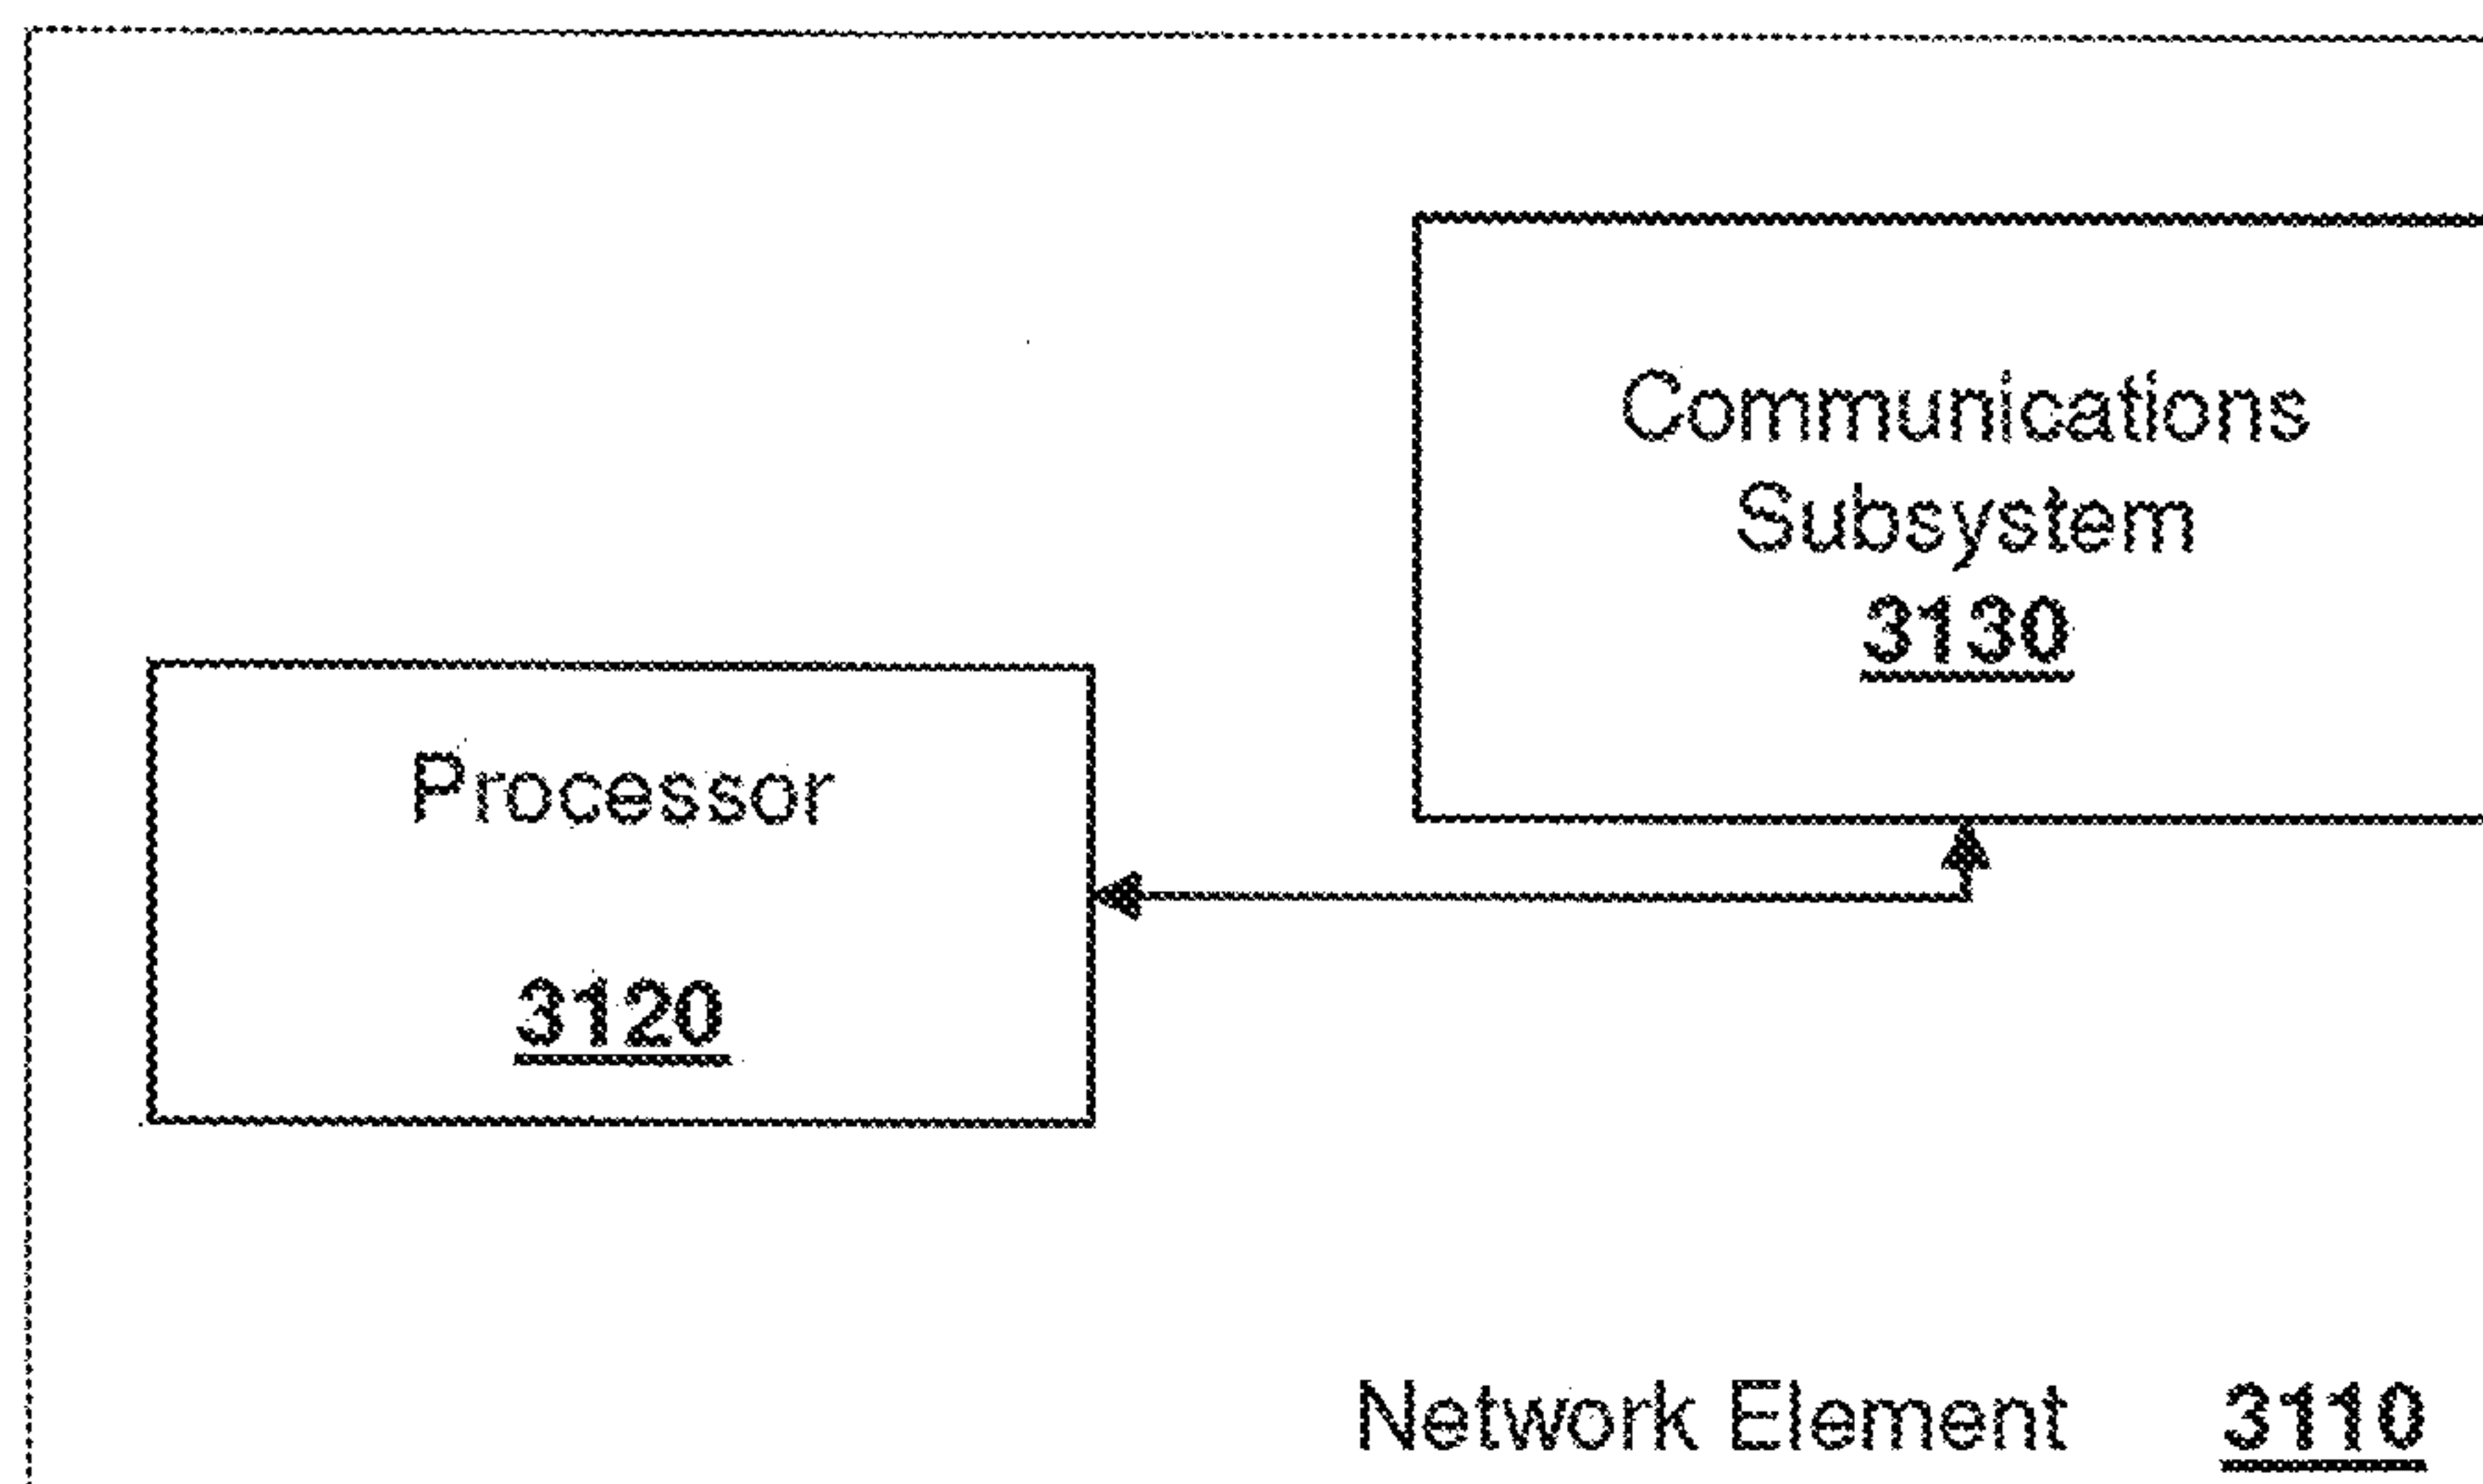 Communications
Subsystem
3130
Processor
3120
Network Element 3110